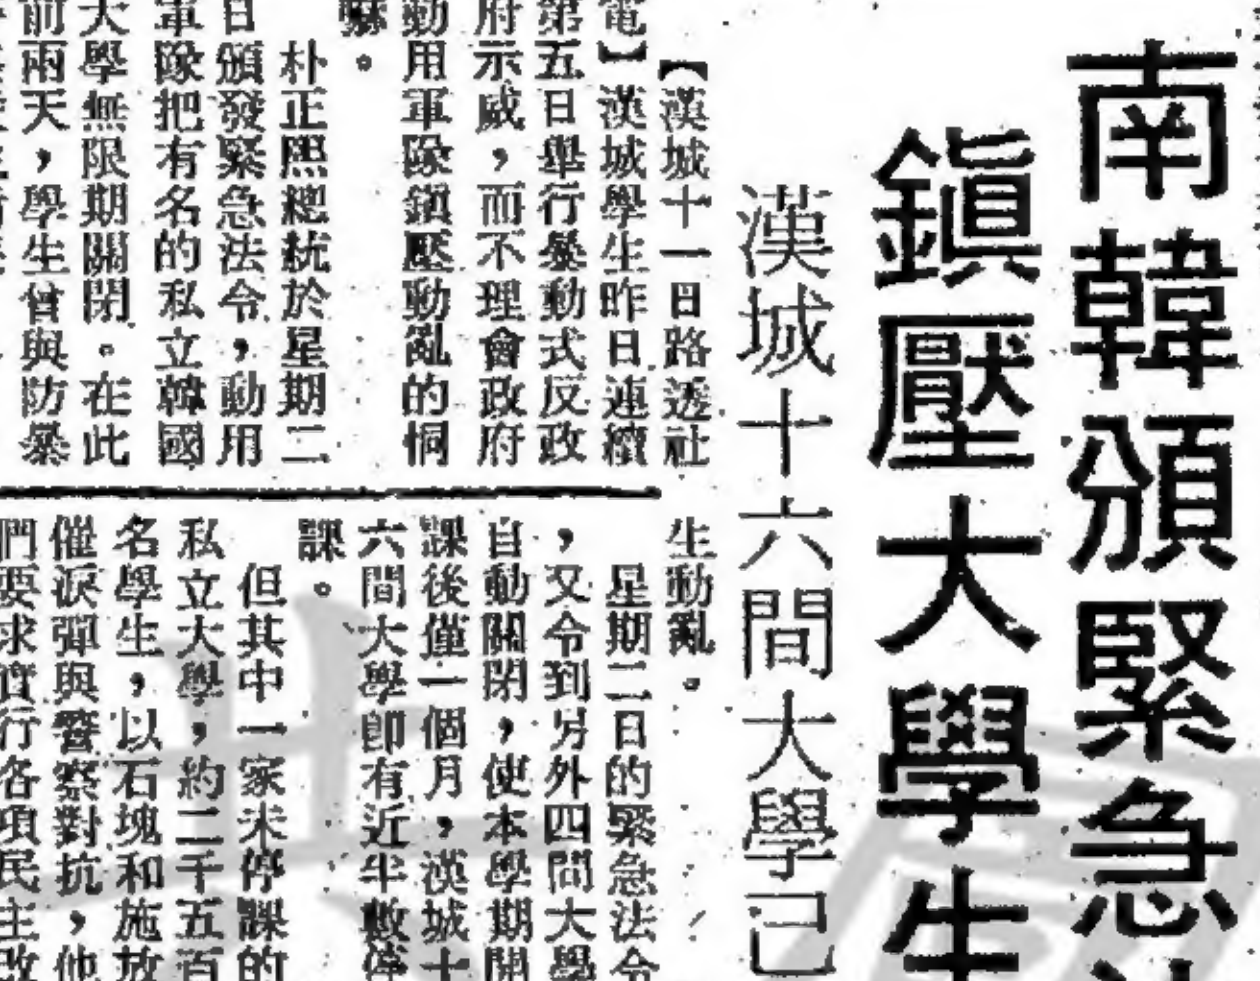 南韓頒緊急法
鎮壓大學生
漢城十六間大學已
【漢城十一日路透社
電】漢城學生昨日連續
第五日舉行暴動式反政
府示威，而不理會政府
動用軍隊鎮壓動亂的恫
嚇。
朴正熙總統於星期二
日頒發緊急法令，動用
軍隊把有名的私立韓國
大學無限期關閉。在此
前兩天，學生曾與防暴
生動亂。
星期二日的緊急法令
，又令到另外四間大學
自動關閉，使本學期開
課後僅一個月，漢城十
六間大學即有近半數停
課。
但其中一家未停課的
私立大學，約二千五百
名學生，以石塊和施放
催淚彈與警察對抗，他
們要求實行各項民主改